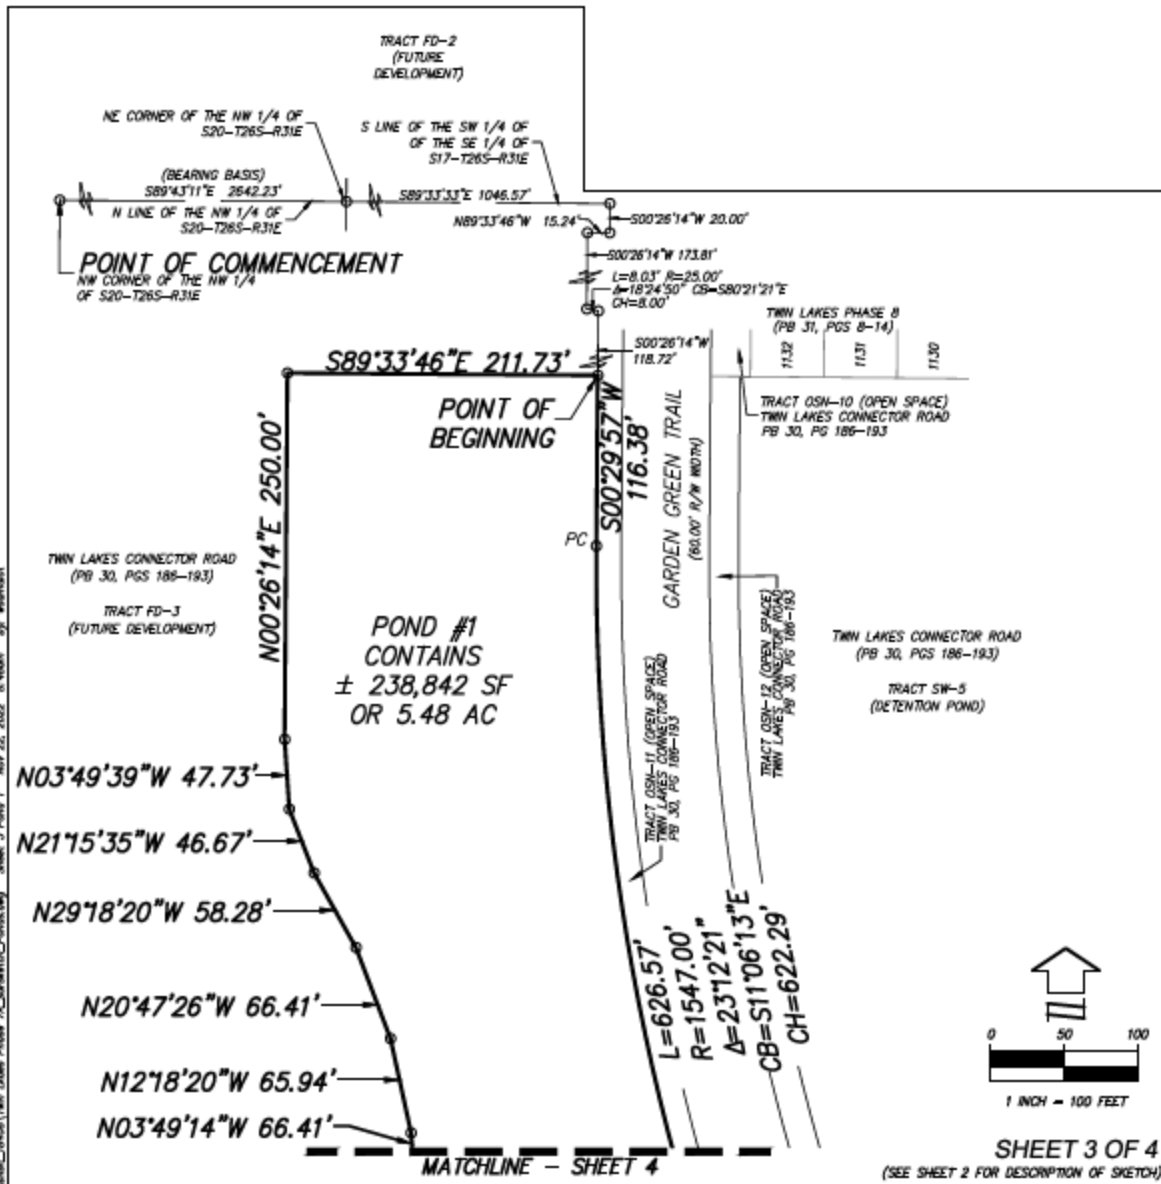 TRACT FD-2
(FUTURE
DEVELOPMENT)
NE CORNER OF THE NW 1/4 OF
S20-T26S-R31E
S LINE OF THE SW 1/4 OF
OF THE SE 1/4 OF
S17-T26S-R31E
(BEARING BASIS)
S89°43'11"E 2642.23'
S89°33'33"E 1046.57'
N LINE OF THE NW 1/4 OF
S20-T26S-R31E
N89°33'46"W 15.24'
S00°26'14"W 20.00'
POINT OF COMMENCEMENT
NW CORNER OF THE NW 1/4
OF S20-T26S-R31E
S00°26'14"W 173.81'
L=8.03' R=25.00'
Δ=18°24'50" CB=S80°21'21"E
CH=8.00'
TWIN LAKES PHASE 8
(PB 31, PGS 8-14)
1132
1131
1130
S00°26'14"W
118.72'
S89°33'46"E 211.73'
POINT OF
BEGINNING
S00°29'57"W
116.38'
GARDEN GREEN TRAIL
(60.00' R/W WIDTH)
TRACT OSN-10 (OPEN SPACE)
TWIN LAKES CONNECTOR ROAD
PB 30, PG 186-193
N00°26'14"E 250.00'
PC
TWIN LAKES CONNECTOR ROAD
(PB 30, PGS 186-193)
TRACT FD-3
(FUTURE DEVELOPMENT)
POND #1
CONTAINS
± 238,842 SF
OR 5.48 AC
TRACT OSN-11 (OPEN SPACE)
TWIN LAKES CONNECTOR ROAD
PB 30, PG 186-193
TRACT OSN-12 (OPEN SPACE)
TWIN LAKES CONNECTOR ROAD
PB 30, PG 186-193
TWIN LAKES CONNECTOR ROAD
(PB 30, PGS 186-193)
TRACT SW-5
(DETENTION POND)
N03°49'39"W 47.73'
N21°15'35"W 46.67'
N29°18'20"W 58.28'
N20°47'26"W 66.41'
N12°18'20"W 65.94'
N03°49'14"W 66.41'
L=626.57'
R=1547.00'
Δ=23°12'21"
CB=S11°06'13"E
CH=622.29'
0 50 100
1 INCH = 100 FEET
MATCHLINE - SHEET 4
SHEET 3 OF 4
(SEE SHEET 2 FOR DESCRIPTION OF SKETCH)